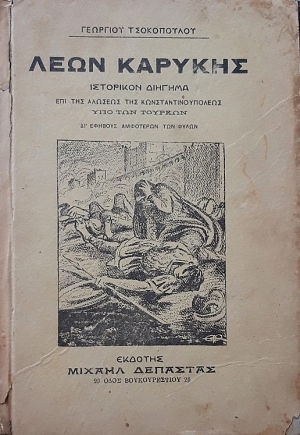 ΓΕΩΡΓΙΟΥ ΤΣΟΚΟΠΟΥΛΟΥ
ΛΕΩΝ ΚΑΡΥΚΗΣ
ΙΣΤΟΡΙΚΟΝ ΔΙΗΓΗΜΑ
ΕΠΙ ΤΗΣ ΑΛΩΣΕΩΣ ΤΗΣ ΚΩΝΣΤΑΝΤΙΝΟΥΠΟΛΕΩΣ
ΥΠΟ ΤΩΝ ΤΟΥΡΚΩΝ
ΔΙ' ΕΦΗΒΟΥΣ ΑΜΦΟΤΕΡΩΝ ΤΩΝ ΦΥΛΩΝ
ΕΚΔΟΤΗΣ
ΜΙΧΑΗΛ ΔΕΠΑΣΤΑΣ
29 ΟΔΟΣ ΒΟΥΚΟΥΡΕΣΤΙΟΥ 29